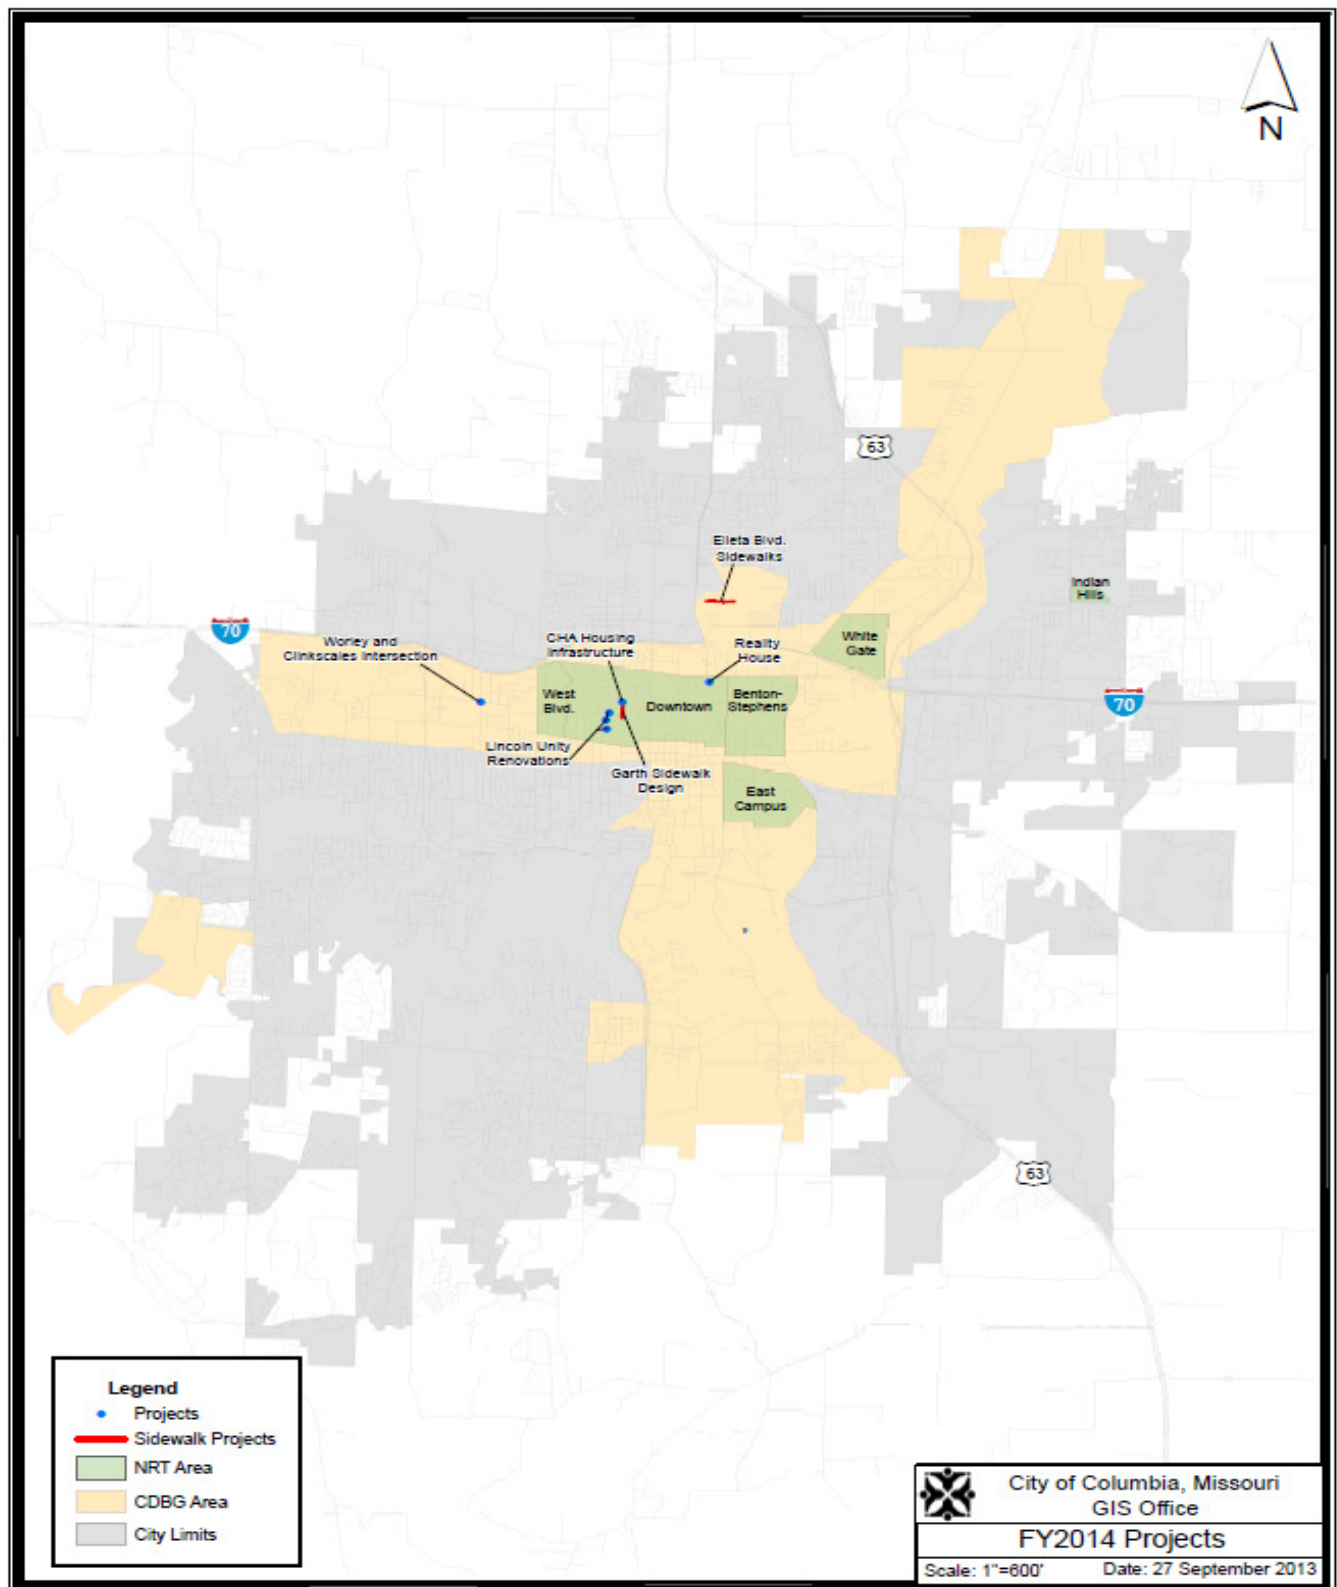 N
63
Elleta Blvd.
Sidewalks
Indian
Hills
70
Worley and
Clinkscales Intersection
CHA Housing
Infrastructure
Reality
House
White
Gate
West
Blvd.
Downtown
Benton-
Stephens
70
Lincoln Unity
Renovations
Garth Sidewalk
Design
East
Campus
63
Legend
Projects
Sidewalk Projects
NRT Area
CDBG Area
City Limits
City of Columbia, Missouri
GIS Office
FY2014 Projects
Scale: 1"=600'
Date: 27 September 2013